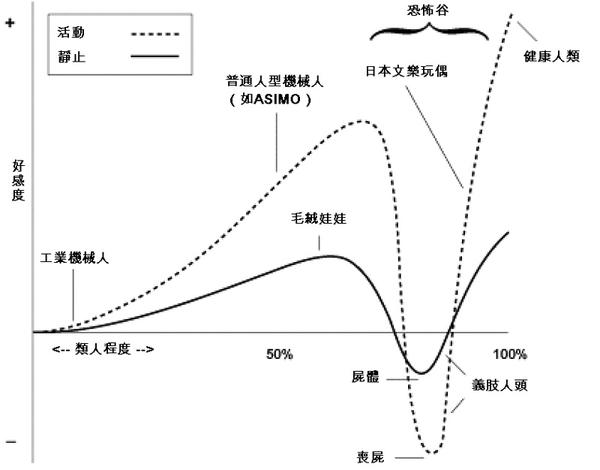 恐怖谷
+
活動
靜止
健康人類
日本文樂玩偶
普通人型機械人
（如ASIMO）
好感度
毛絨娃娃
工業機械人
<-- 類人程度 -->
50%
100%
屍體
義肢人頭
喪屍
−